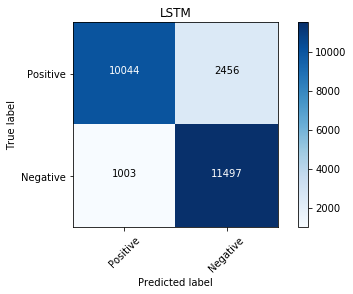 LSTM
True label
Positive
10044
2456
Negative
1003
11497
Positive
Negative
Predicted label
10000
8000
6000
4000
2000